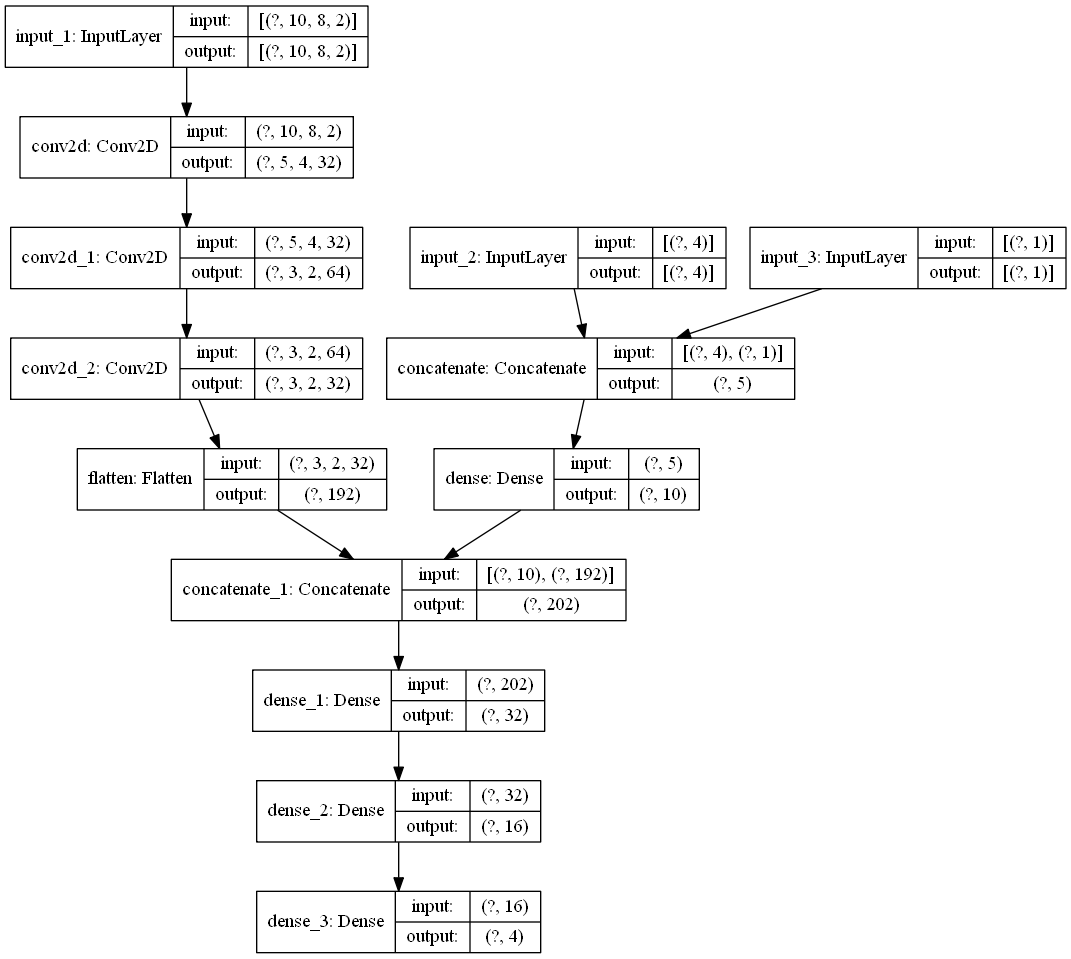 input_1: InputLayer
input: [(?, 10, 8, 2)]
output: [(?, 10, 8, 2)]
conv2d: Conv2D
input: (?, 10, 8, 2)
output: (?, 5, 4, 32)
conv2d_1: Conv2D
input: (?, 5, 4, 32)
output: (?, 3, 2, 64)
input_2: InputLayer
input: [(?, 4)]
output: [(?, 4)]
input_3: InputLayer
input: [(?, 1)]
output: [(?, 1)]
conv2d_2: Conv2D
input: (?, 3, 2, 64)
output: (?, 3, 2, 32)
concatenate: Concatenate
input: [(?, 4), (?, 1)]
output: (?, 5)
flatten: Flatten
input: (?, 3, 2, 32)
output: (?, 192)
dense: Dense
input: (?, 5)
output: (?, 10)
concatenate_1: Concatenate
input: [(?, 10), (?, 192)]
output: (?, 202)
dense_1: Dense
input: (?, 202)
output: (?, 32)
dense_2: Dense
input: (?, 32)
output: (?, 16)
dense_3: Dense
input: (?, 16)
output: (?, 4)